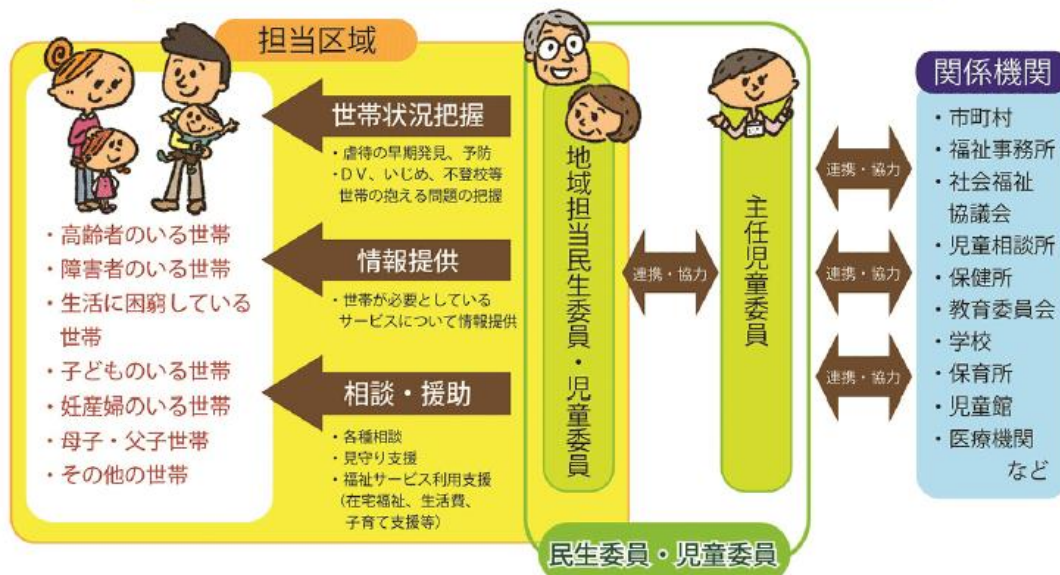 担当区域
・高齢者のいる世帯
・障害者のいる世帯
・生活に困窮している
世帯
・子どものいる世帯
・妊産婦のいる世帯
・母子・父子世帯
・その他の世帯
世帯状況把握
・虐待の早期発見、予防
・DV、いじめ、不登校等
世帯の抱える問題の把握
情報提供
・世帯が必要としている
サービスについて情報提供
相談・援助
・各種相談
・見守り支援
・福祉サービス利用支援
(在宅福祉、生活費、
子育て支援等)
地域担当民生委員・児童委員
連携・協力
主任児童委員
民生委員・児童委員
連携・協力
連携・協力
連携・協力
関係機関
・市町村
・福祉事務所
・社会福祉
協議会
・児童相談所
・保健所
・教育委員会
・学校
・保育所
・児童館
・医療機関
など